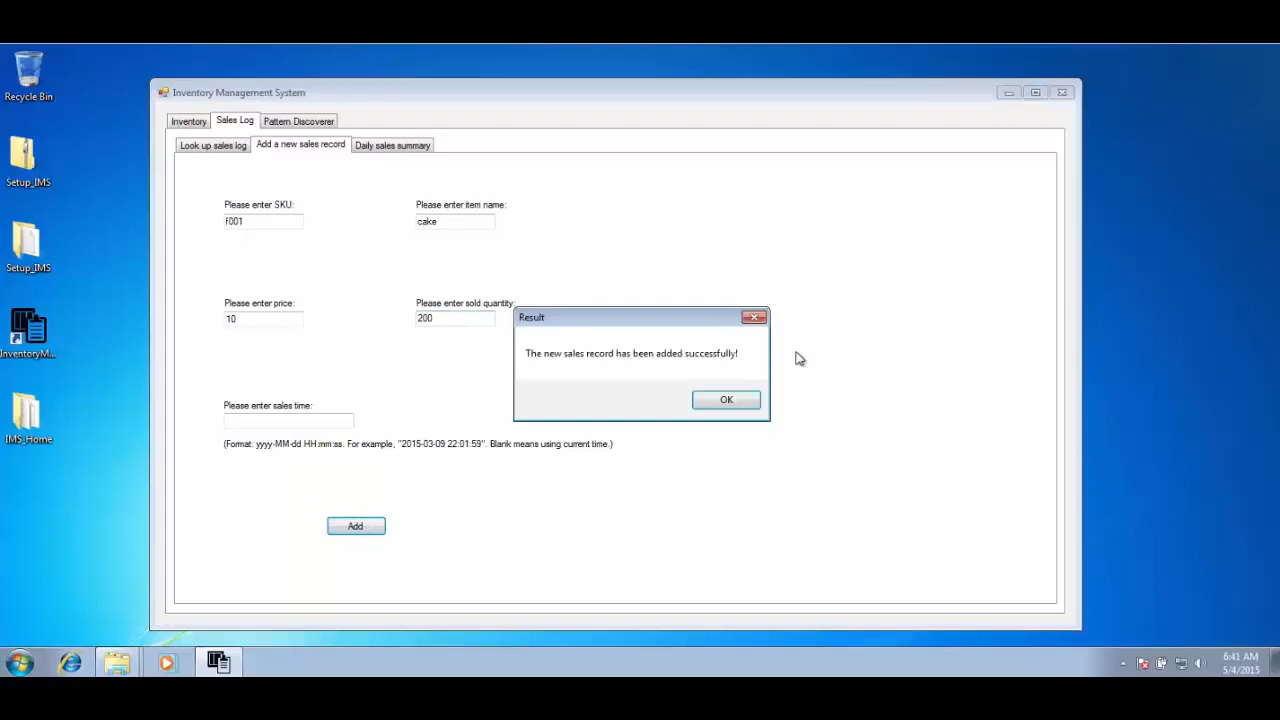 Recycle Bin
Setup_IMS
Setup_IMS
InventoryM...
IMS_Home
Inventory Management System
Inventory Sales Log Pattern Discoverer
Look up sales log Add a new sales record Daily sales summary
Please enter SKU: Please enter item name:
f001 cake
Please enter price: Please enter sold quantity:
10 200
Result
The new sales record has been added successfully!
OK
Please enter sales time:
(Format: yyyy-MM-dd HH:mm:ss. For example, "2015-03-09 22:01:59". Blank means using current time.)
Add
6:41 AM
5/4/2015